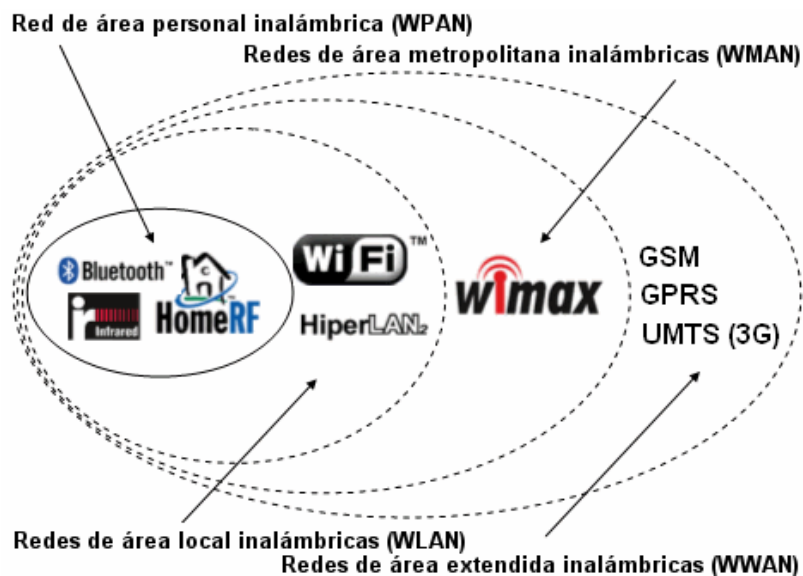 Red de área personal inalámbrica (WPAN)
Redes de área metropolitana inalámbricas (WMAN)
Bluetooth™
Infrared
HomeRF
WiFi™
HiperLAN2
wimax
GSM
GPRS
UMTS (3G)
Redes de área local inalámbricas (WLAN)
Redes de área extendida inalámbricas (WWAN)